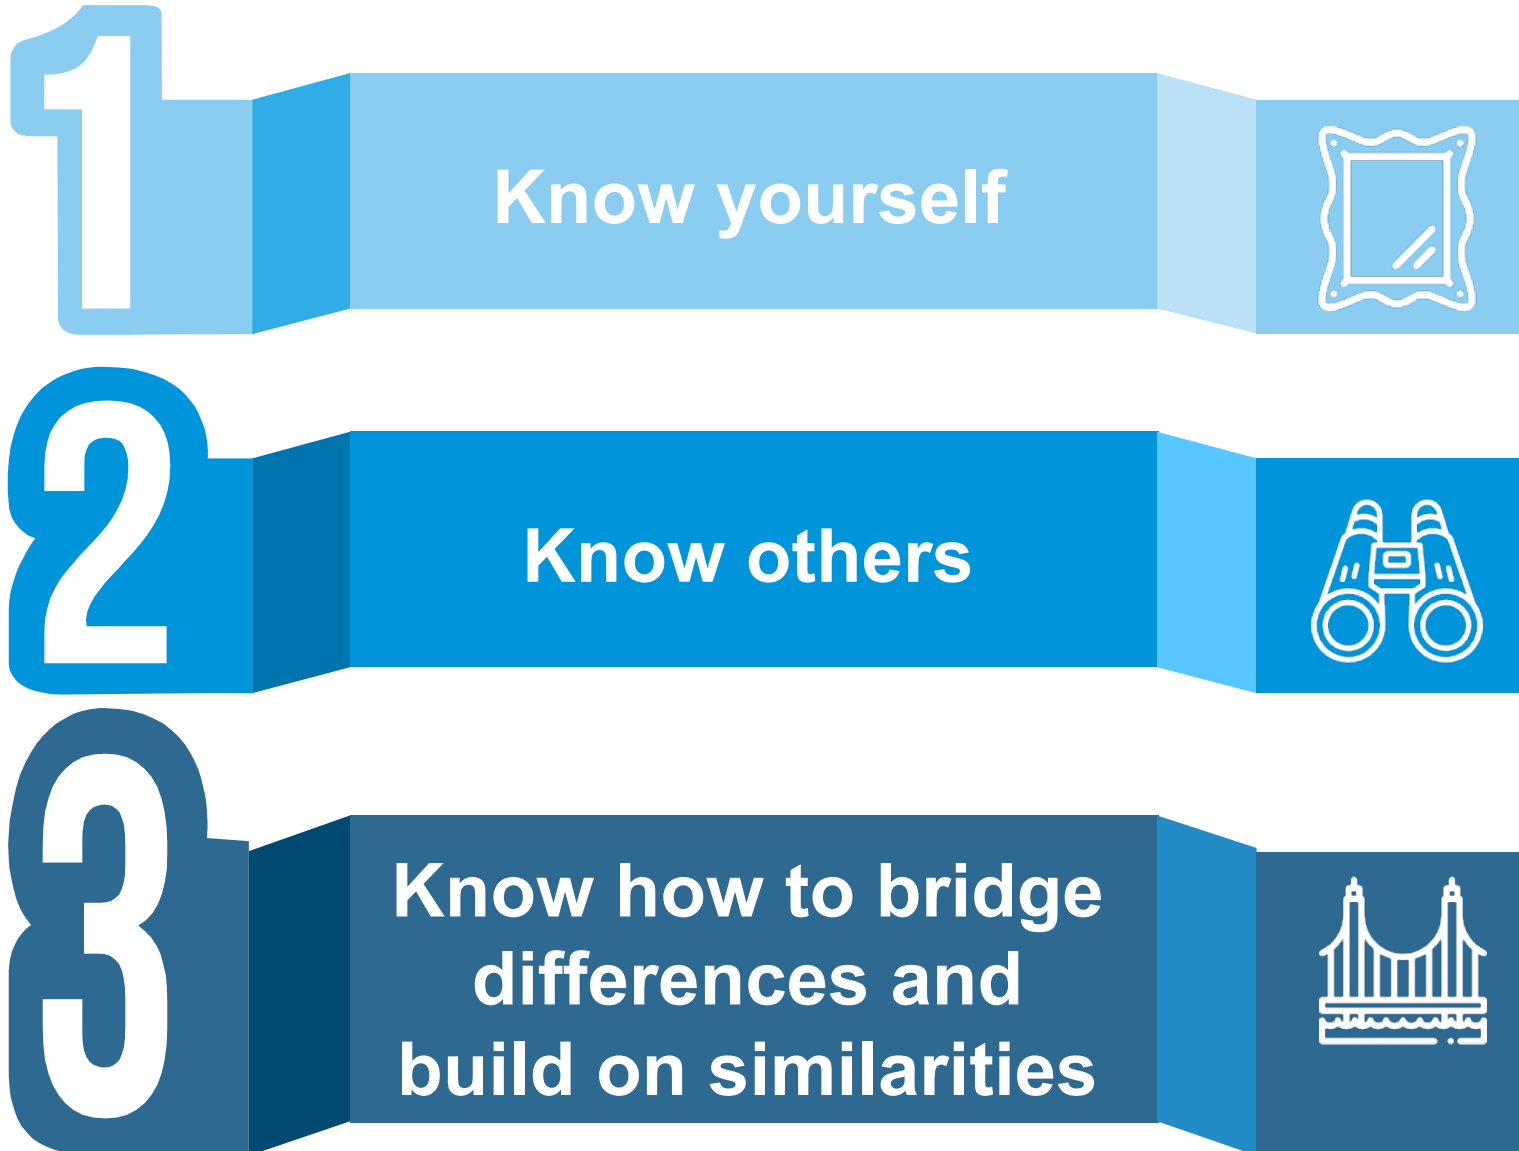 1
Know yourself
2
Know others
3
Know how to bridge
differences and
build on similarities